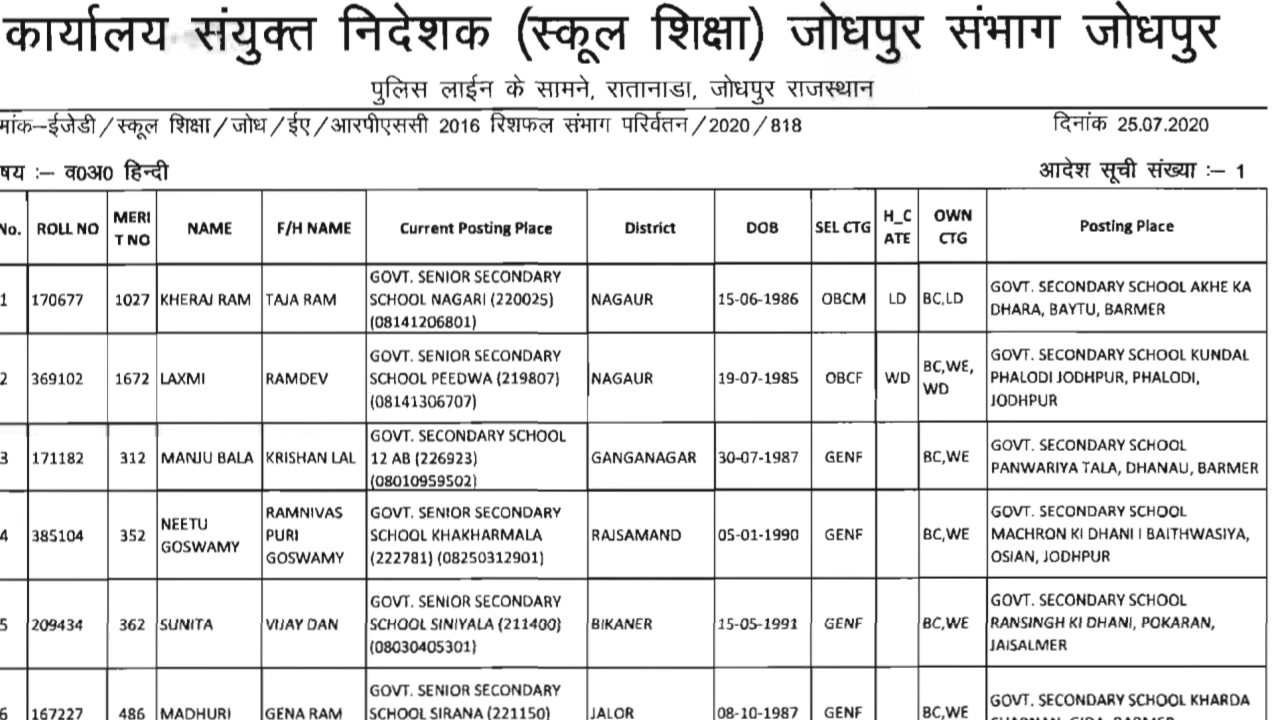 कार्यालय संयुक्त निदेशक (स्कूल शिक्षा) जोधपुर संभाग जोधपुर
पुलिस लाईन के सामने, रातानाडा, जोधपुर राजस्थान
मांक–ईजेडी/स्कूल शिक्षा/जोध/ईए/आरपीएससी 2016 रिशफल संभाग परिर्वतन/2020/818 दिनांक 25.07.2020
षय :– व0अ0 हिन्दी आदेश सूची संख्या :– 1
No. ROLL NO MERI T NO NAME F/H NAME Current Posting Place District DOB SEL CTG H_C ATE OWN CTG Posting Place
1 170677 1027 KHERAJ RAM TAJA RAM GOVT. SENIOR SECONDARY SCHOOL NAGARI (220025) (08141206801) NAGAUR 15-06-1986 OBCM LD BC,LD GOVT. SECONDARY SCHOOL AKHE KA DHARA, BAYTU, BARMER
2 369102 1672 LAXMI RAMDEV GOVT. SENIOR SECONDARY SCHOOL PEEDWA (219807) (08141306707) NAGAUR 19-07-1985 OBCF WD BC,WE, WD GOVT. SECONDARY SCHOOL KUNDAL PHALODI JODHPUR, PHALODI, JODHPUR
3 171182 312 MANJU BALA KRISHAN LAL GOVT. SECONDARY SCHOOL 12 AB (226923) (08010959502) GANGANAGAR 30-07-1987 GENF BC,WE GOVT. SECONDARY SCHOOL PANWARIYA TALA, DHANAU, BARMER
4 385104 352 NEETU GOSWAMY RAMNIVAS PURI GOSWAMY GOVT. SENIOR SECONDARY SCHOOL KHAKHARMALA (222781) (08250312901) RAJSAMAND 05-01-1990 GENF BC,WE GOVT. SECONDARY SCHOOL MACHRON KI DHANI I BAITHWASIYA, OSIAN, JODHPUR
5 209434 362 SUNITA VIJAY DAN GOVT. SENIOR SECONDARY SCHOOL SINIYALA (211400) (08030405301) BIKANER 15-05-1991 GENF BC,WE GOVT. SECONDARY SCHOOL RANSINGH KI DHANI, POKARAN, JAISALMER
6 167227 486 MADHURI GENA RAM GOVT. SENIOR SECONDARY SCHOOL SIRANA (221150) JALOR 08-10-1987 GENF BC,WE GOVT. SECONDARY SCHOOL KHARDA